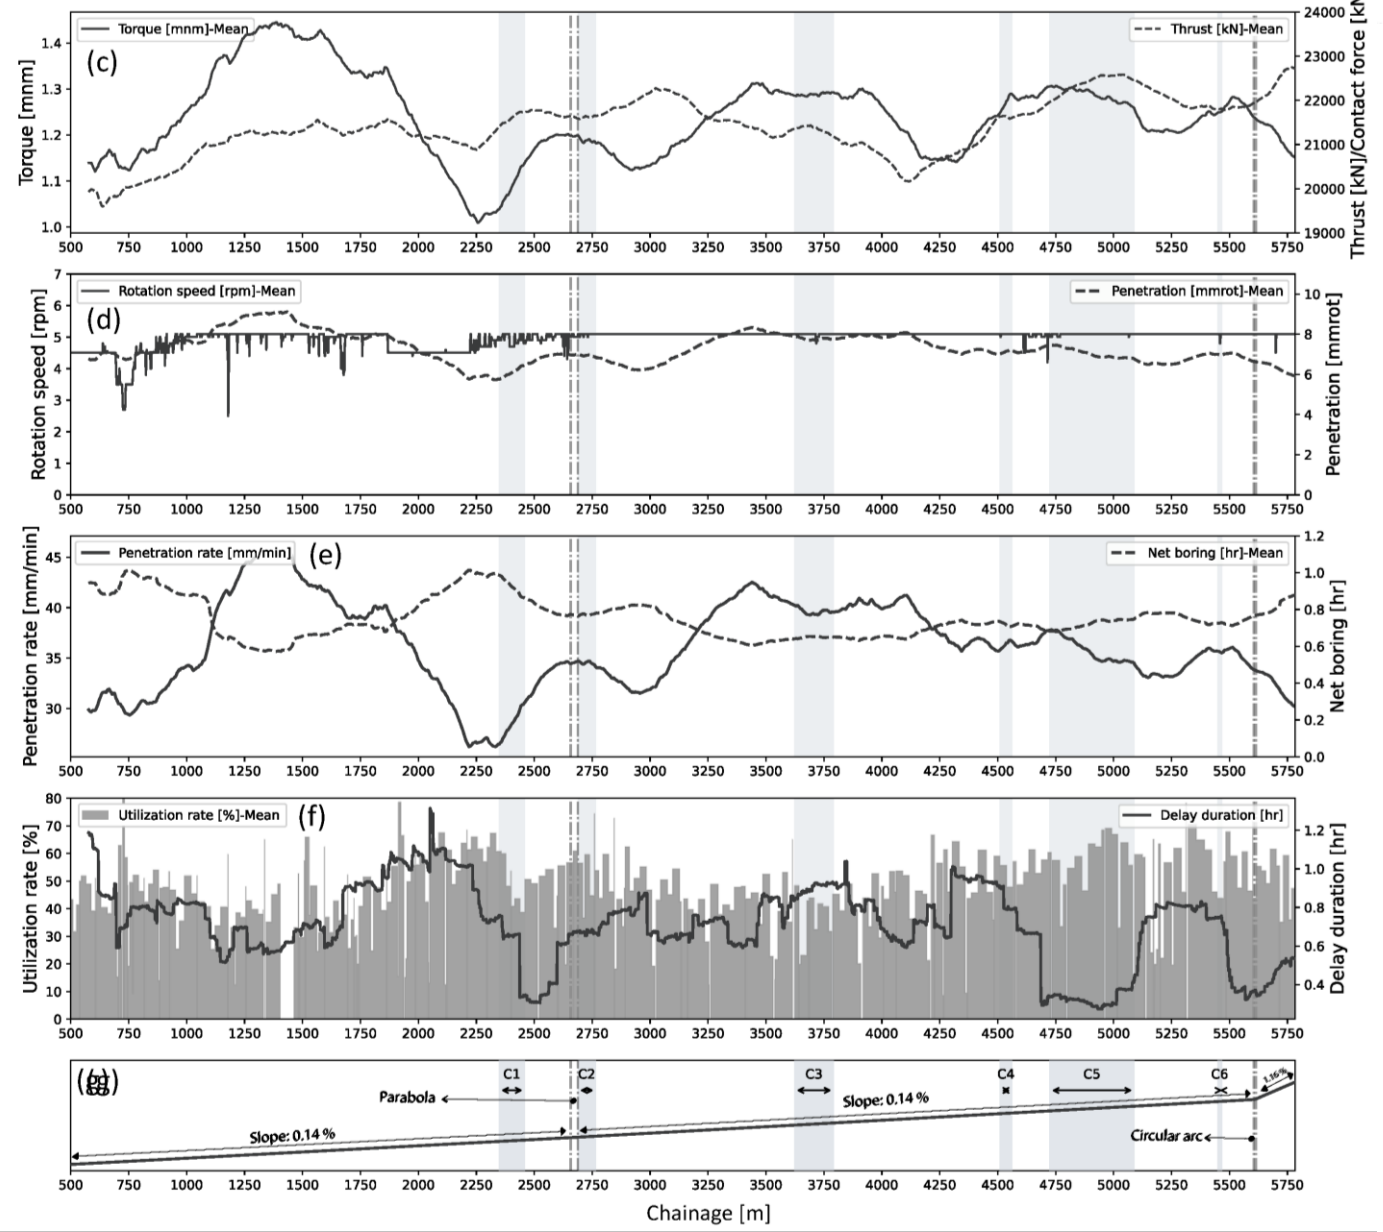 Torque [mnm]-Mean
Thrust [kN]-Mean
(c)
Torque [mnm]
1.4
1.3
1.2
1.1
1.0
24000
23000
22000
21000
20000
19000
Thrust [kN]/Contact force [kN
500 750 1000 1250 1500 1750 2000 2250 2500 2750 3000 3250 3500 3750 4000 4250 4500 4750 5000 5250 5500 5750
Rotation speed [rpm]-Mean
Penetration [mmrot]-Mean
(d)
Rotation speed [rpm]
7
6
5
4
3
2
1
0
10
8
6
4
2
0
Penetration [mmrot]
500 750 1000 1250 1500 1750 2000 2250 2500 2750 3000 3250 3500 3750 4000 4250 4500 4750 5000 5250 5500 5750
Penetration rate [mm/min]
(e)
Net boring [hr]-Mean
Penetration rate [mm/min]
45
40
35
30
1.2
1.0
0.8
0.6
0.4
0.2
0.0
Net boring [hr]
500 750 1000 1250 1500 1750 2000 2250 2500 2750 3000 3250 3500 3750 4000 4250 4500 4750 5000 5250 5500 5750
Utilization rate [%]-Mean
(f)
Delay duration [hr]
Utilization rate [%]
80
70
60
50
40
30
20
10
0
1.2
1.0
0.8
0.6
0.4
Delay duration [hr]
500 750 1000 1250 1500 1750 2000 2250 2500 2750 3000 3250 3500 3750 4000 4250 4500 4750 5000 5250 5500 5750
(g)
C1
C2
C3
C4
C5
C6
1.16%
Parabola
Slope: 0.14 %
Slope: 0.14 %
Circular arc
500 750 1000 1250 1500 1750 2000 2250 2500 2750 3000 3250 3500 3750 4000 4250 4500 4750 5000 5250 5500 5750
Chainage [m]